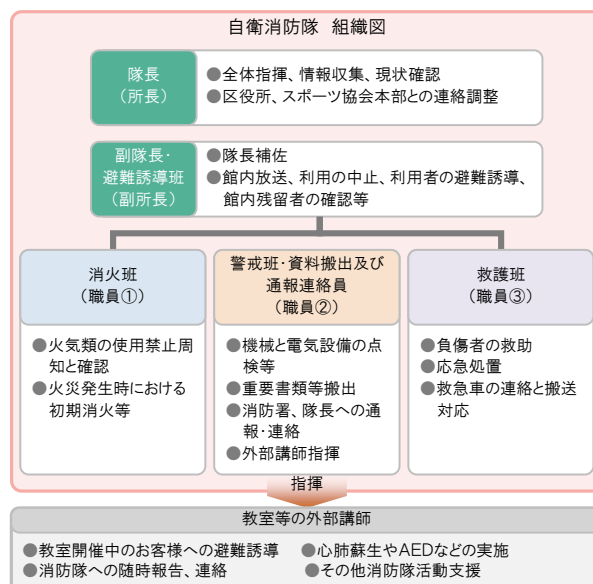 自衛消防隊 組織図
隊長
(所長)
●全体指揮、情報収集、現状確認
●区役所、スポーツ協会本部との連絡調整
副隊長・
避難誘導班
(副所長)
●隊長補佐
●館内放送、利用の中止、利用者の避難誘導、
館内残留者の確認等
消火班
(職員①)
●火気類の使用禁止周
知と確認
●火災発生時における
初期消火等
警戒班・資料搬出及び
通報連絡員
(職員②)
●機械と電気設備の点
検等
●重要書類等搬出
●消防署、隊長への通
報・連絡
●外部講師指揮
救護班
(職員③)
●負傷者の救助
●応急処置
●救急車の連絡と搬送
対応
指揮
教室等の外部講師
●教室開催中のお客様への避難誘導
●消防隊への随時報告、連絡
●心肺蘇生やAEDなどの実施
●その他消防隊活動支援